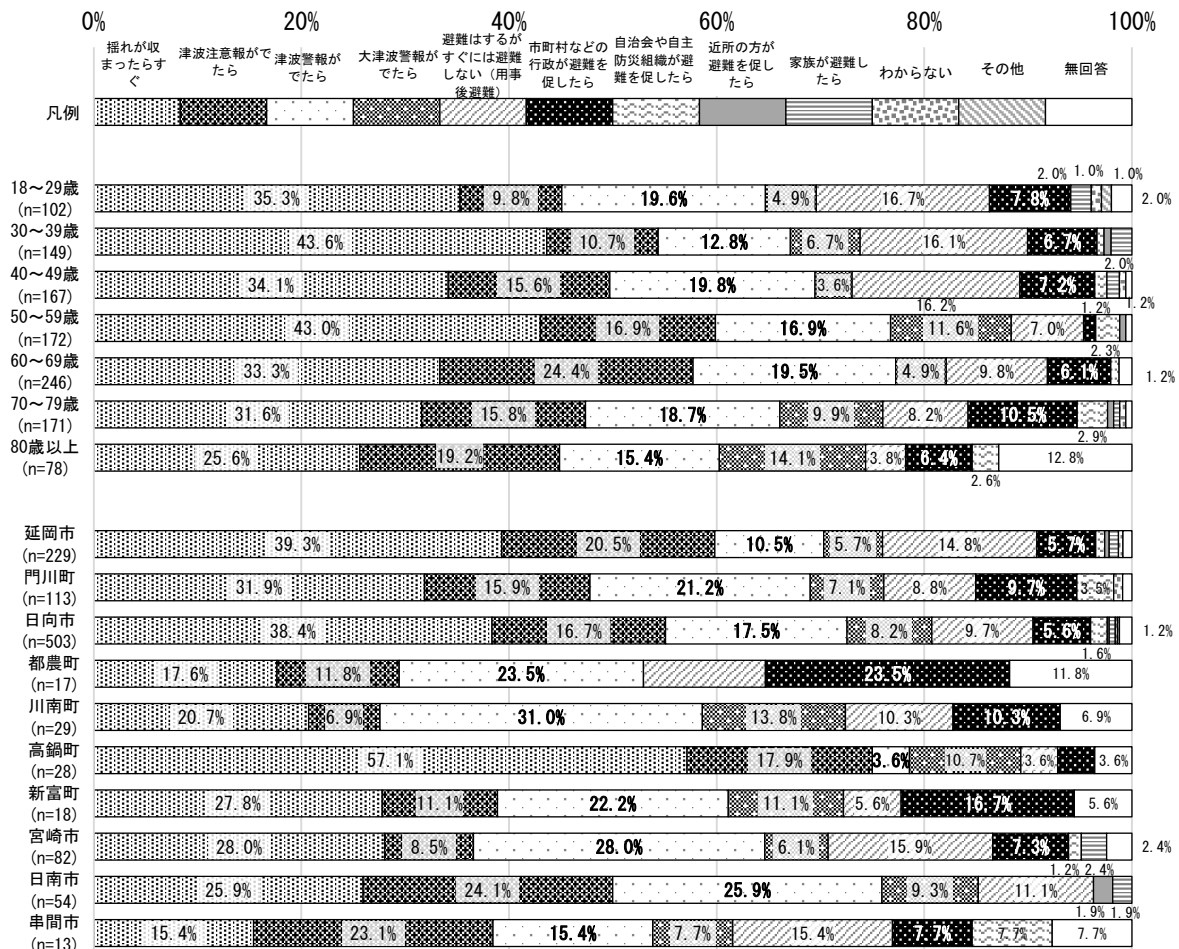 0%
20%
40%
60%
80%
100%
揺れが収
まったらす
ぐ
津波注意報がで
たら
津波警報が
でたら
大津波警報が
でたら
避難はするが
すぐには避難
しない（用事
後避難）
市町村などの
行政が避難を
促したら
自治会や自主
防災組織が避
難を促したら
近所の方が
避難を促し
たら
家族が避難し
たら
わからない
その他
無回答
凡例
2.0% 1.0% 1.0%
18～29歳
(n=102)
35.3% 9.8% 19.6% 4.9% 16.7% 7.8% 2.0%
30～39歳
(n=149)
43.6% 10.7% 12.8% 6.7% 16.1% 6.7%
2.0%
40～49歳
(n=167)
34.1% 15.6% 19.8% 3.6% 7.2%
16.2% 1.2% 1.2%
50～59歳
(n=172)
43.0% 16.9% 16.9% 11.6% 7.0%
2.3%
60～69歳
(n=246)
33.3% 24.4% 19.5% 4.9% 9.8% 6.1% 1.2%
70～79歳
(n=171)
31.6% 15.8% 18.7% 9.9% 8.2% 10.5%
2.9%
80歳以上
(n=78)
25.6% 19.2% 15.4% 14.1% 3.8% 6.4% 12.8%
2.6%
延岡市
(n=229)
39.3% 20.5% 10.5% 5.7% 14.8% 5.7%
門川町
(n=113)
31.9% 15.9% 21.2% 7.1% 8.8% 9.7% 3.5%
日向市
(n=503)
38.4% 16.7% 17.5% 8.2% 9.7% 5.6% 1.2%
1.6%
都農町
(n=17)
17.6% 11.8% 23.5% 23.5% 11.8%
川南町
(n=29)
20.7% 6.9% 31.0% 13.8% 10.3% 10.3% 6.9%
高鍋町
(n=28)
57.1% 17.9% 3.6% 10.7% 3.6% 3.6%
新富町
(n=18)
27.8% 11.1% 22.2% 11.1% 5.6% 16.7% 5.6%
宮崎市
(n=82)
28.0% 8.5% 28.0% 6.1% 15.9% 7.3% 2.4%
1.2% 2.4%
日南市
(n=54)
25.9% 24.1% 25.9% 9.3% 11.1%
1.9% 1.9%
串間市
(n=13)
15.4% 23.1% 15.4% 7.7% 15.4% 7.7% 7.7% 7.7%